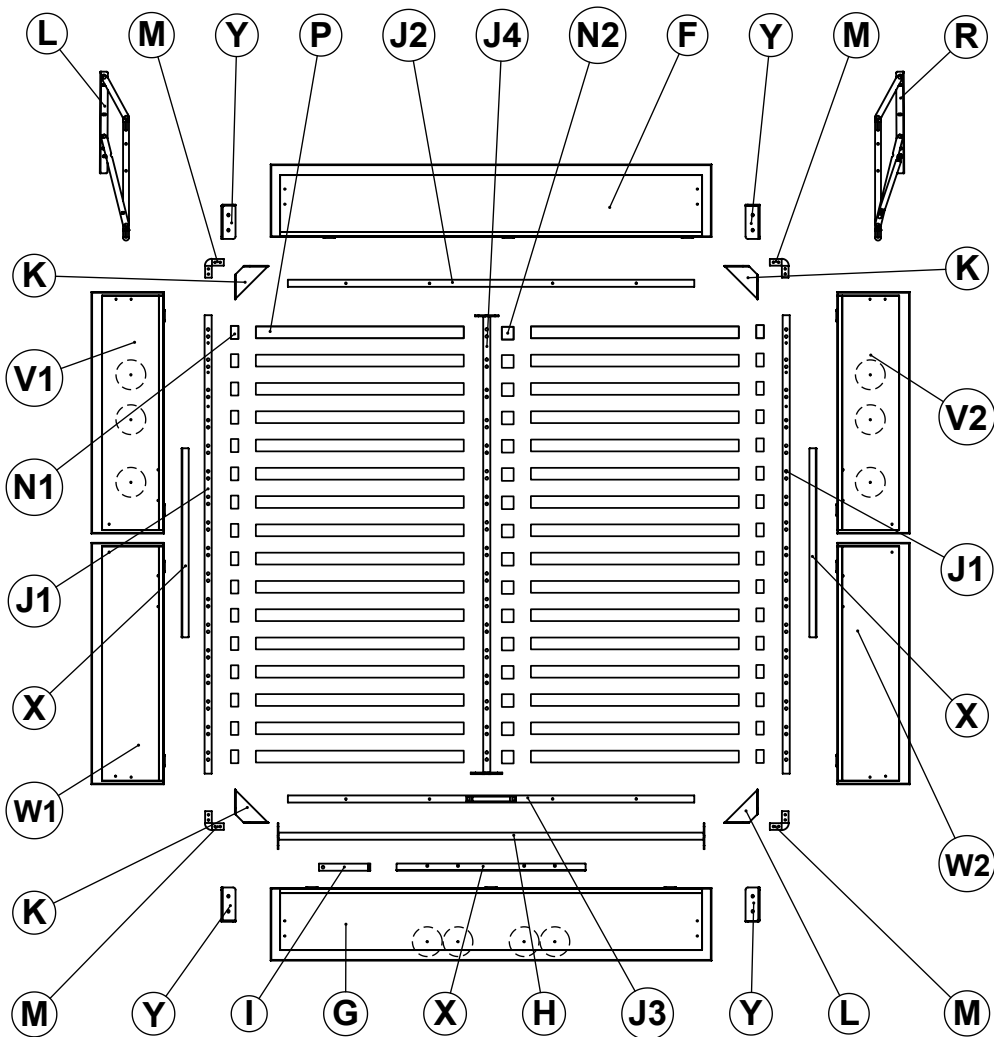 L M Y P J2 J4 N2 F Y M R
K K
V1 V2
N1
J1 J1
X X
W1 W2
K
M Y I G X H J3 Y L M